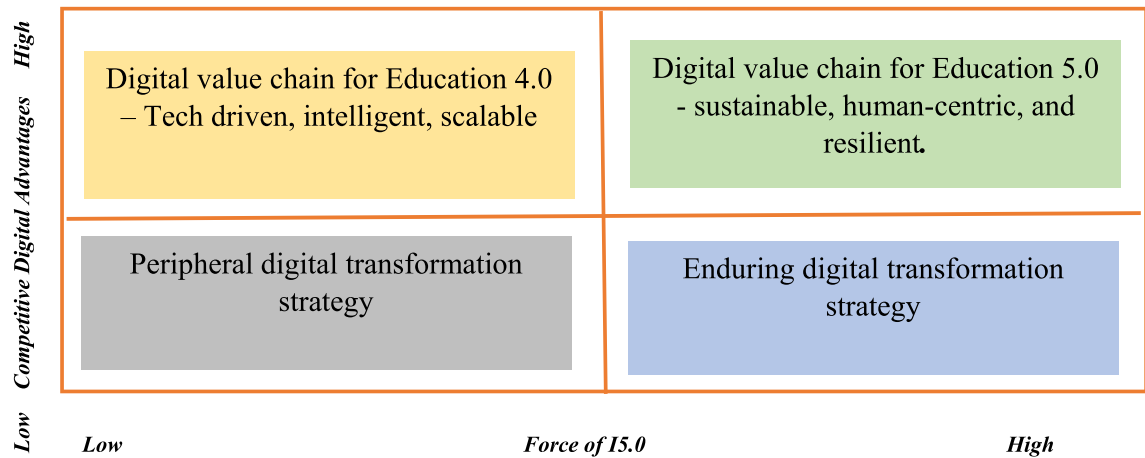 High
Competitive Digital Advantages
Low
Digital value chain for Education 4.0
– Tech driven, intelligent, scalable
Digital value chain for Education 5.0
- sustainable, human-centric, and
resilient.
Peripheral digital transformation
strategy
Enduring digital transformation
strategy
Low
Force of I5.0
High